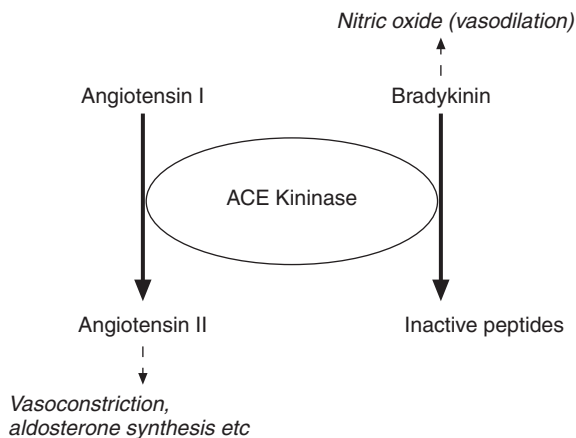 Nitric oxide (vasodilation)
Angiotensin I
Bradykinin
ACE Kininase
Angiotensin II
Inactive peptides
Vasoconstriction,
aldosterone synthesis etc